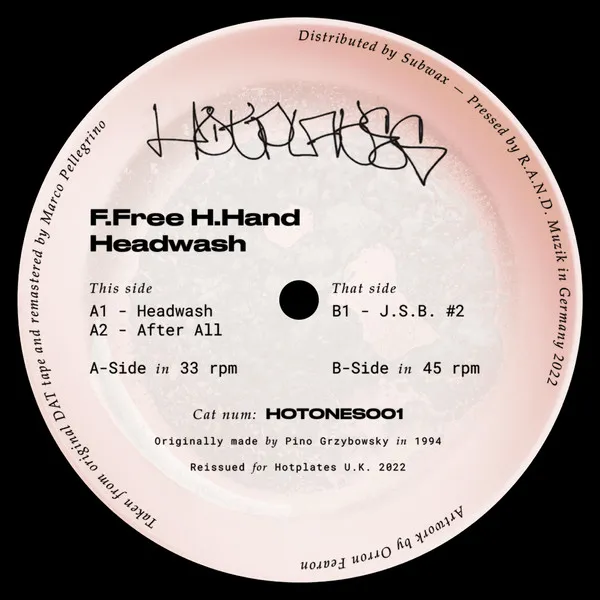 Distributed by Subwax — Pressed by R.A.N.D. Muzik in Germany 2022
HOTPLATES
F.Free H.Hand
Headwash
This side
A1 - Headwash
A2 - After All
A-Side in 33 rpm
That side
B1 - J.S.B. #2
B-Side in 45 rpm
Cat num: HOTONES001
Originally made by Pino Grzybowsky in 1994
Reissued for Hotplates U.K. 2022
Taken from original DAT tape and remastered by Marco Pellegrino
Artwork by Orron Fearon